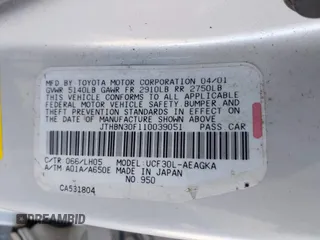 MFD BY TOYOTA MOTOR CORPORATION 04/01
GVWR 5140LB GAWR FR 2910LB RR 2750LB
THIS VEHICLE CONFORMS TO ALL APPLICABLE
FEDERAL MOTOR VEHICLE SAFETY BUMPER AND
THEFT PREVENTION STANDARDS IN EFFECT ON
THE DATE OF MANUFACTURE SHOWN ABOVE.
JTHBN30F110039051 PASS CAR
C/TR 066/LH05 MODEL:UCF30L-AEAGKA
A/TM A01A/A650E MADE IN JAPAN
NO.950
CA531804